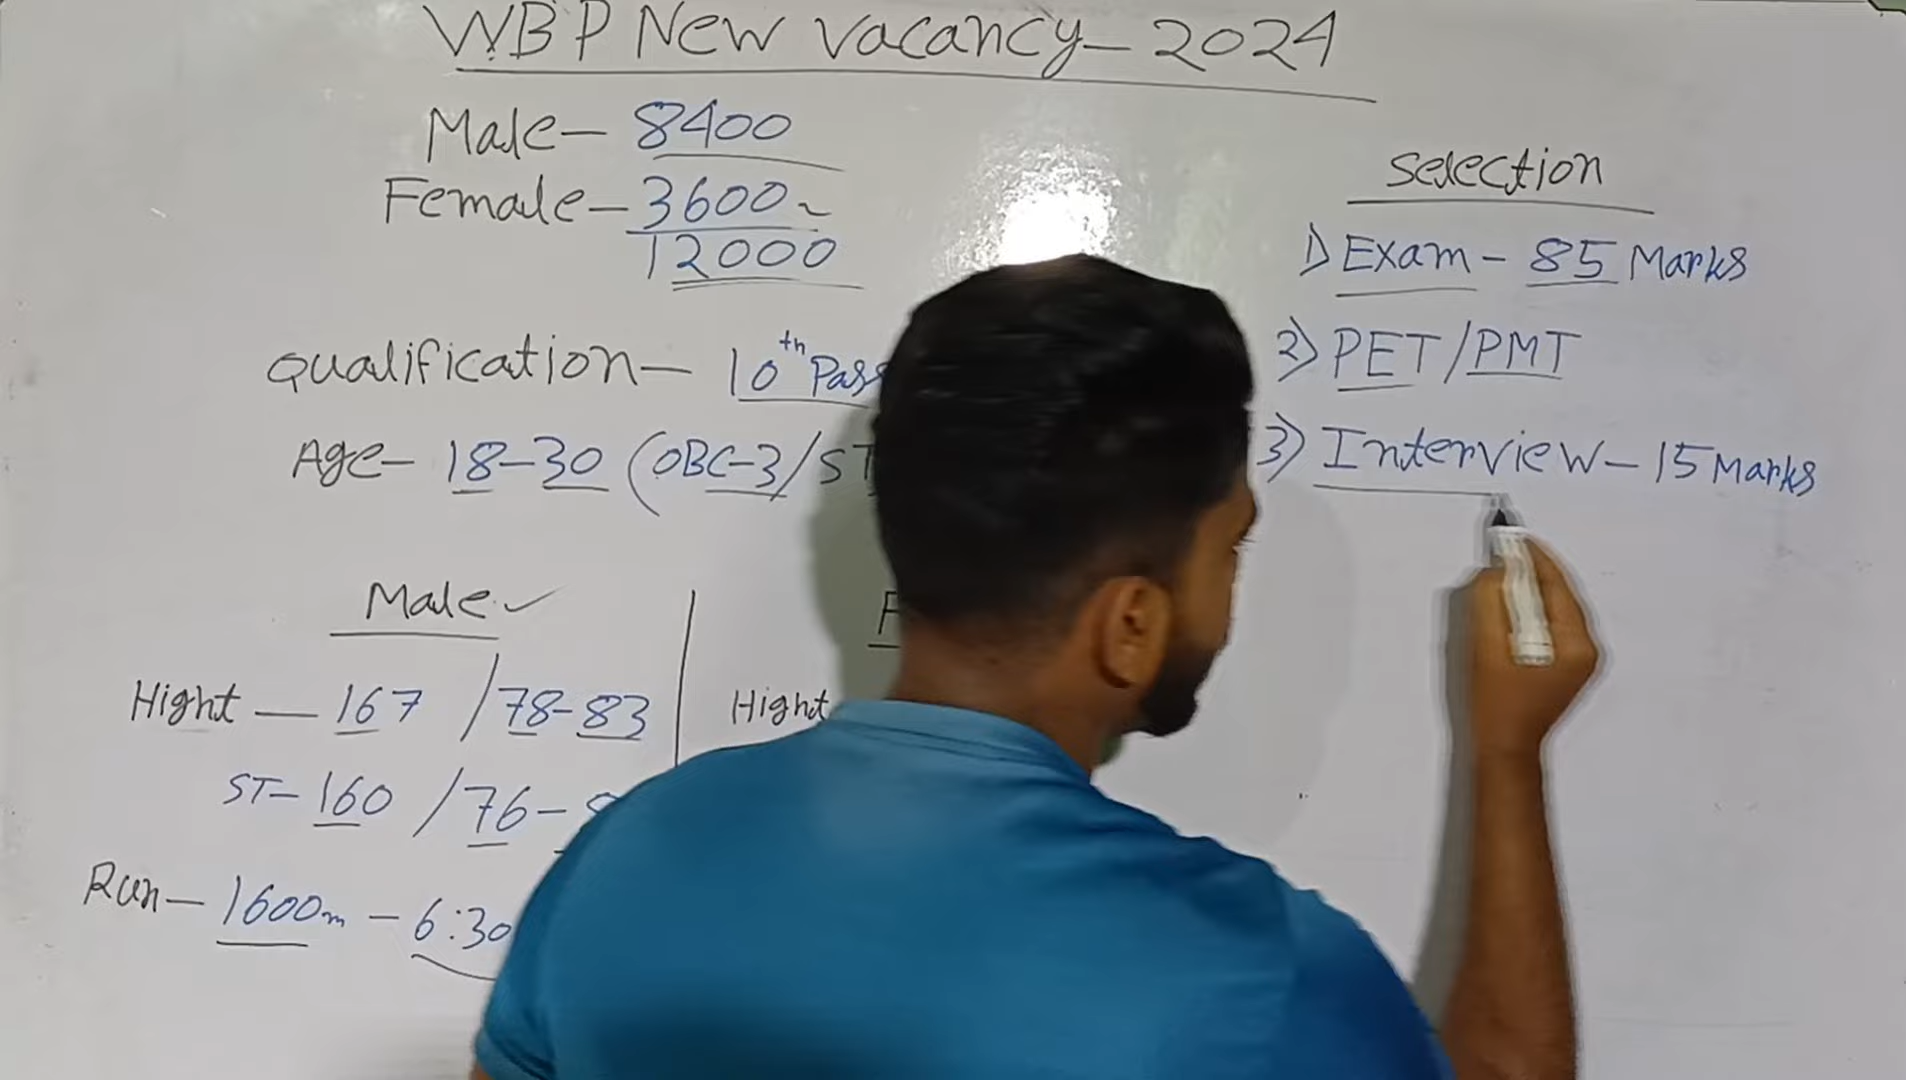 WBP New Vacancy-2024
Male- 8400
Female-3600
12000
Qualification- 10th Pass
Age- 18-30 (OBC-3/ST
Male
Hight - 167 /78-83
ST-160 /76-
Run-1600m-6:30
Hight
Selection
1) Exam - 85 Marks
2) PET/PMT
3) Interview-15 Marks